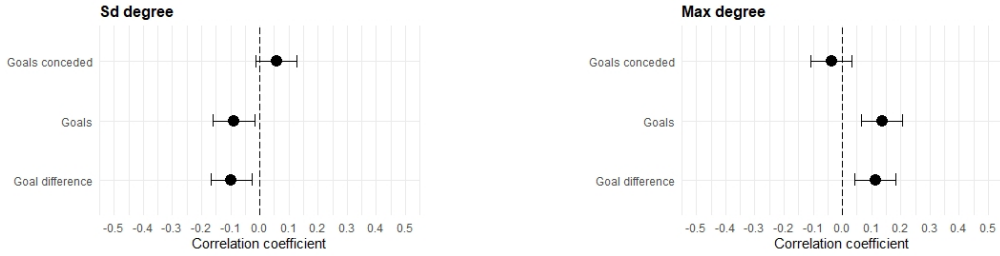 Sd degree
Goals conceded
Goals
Goal difference
-0.5 -0.4 -0.3 -0.2 -0.1 0.0 0.1 0.2 0.3 0.4 0.5
Correlation coefficient
Max degree
Goals conceded
Goals
Goal difference
-0.5 -0.4 -0.3 -0.2 -0.1 0.0 0.1 0.2 0.3 0.4 0.5
Correlation coefficient